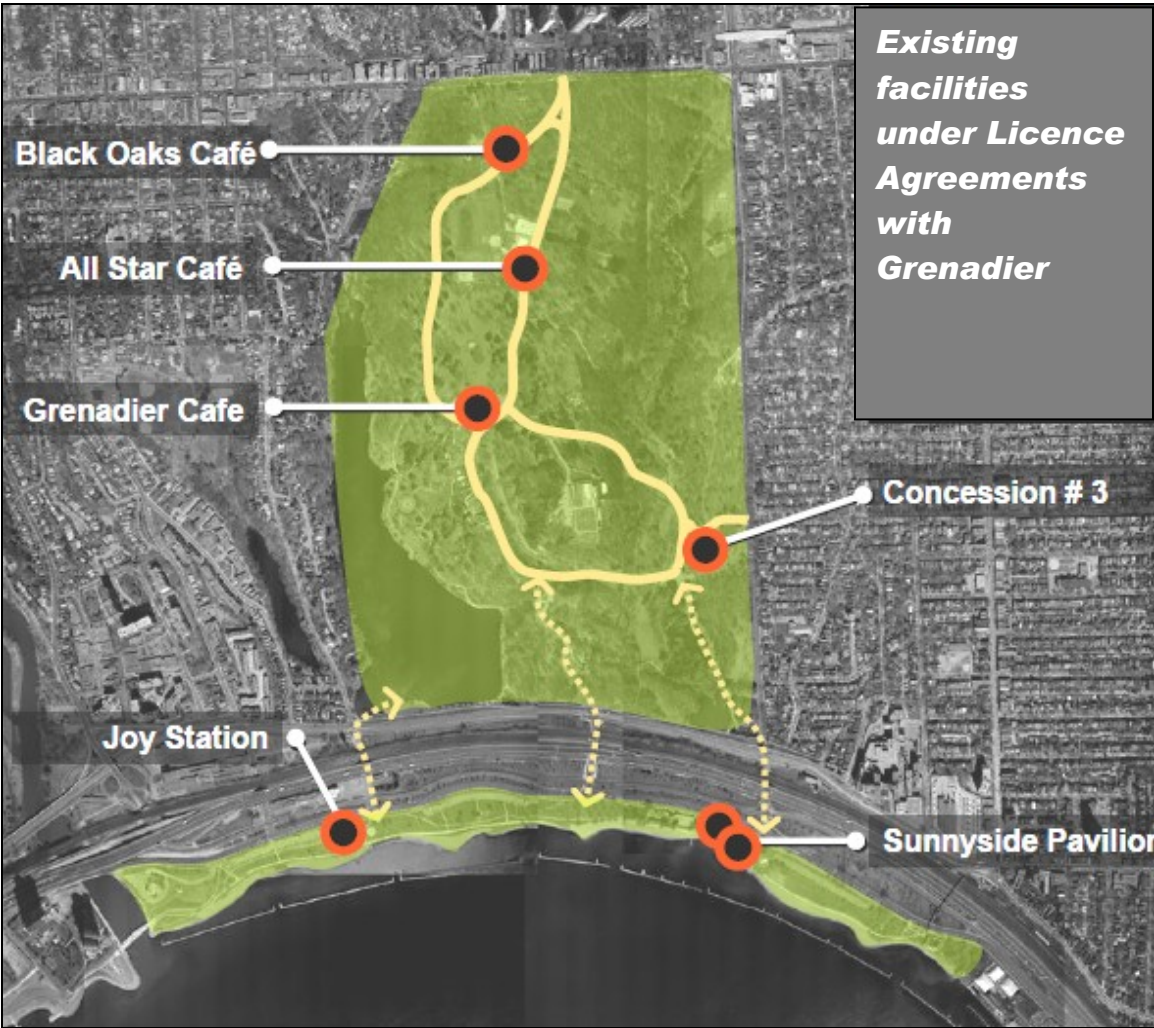 Existing
facilities
under Licence
Agreements
with
Grenadier
Black Oaks Café
All Star Café
Grenadier Cafe
Concession # 3
Joy Station
Sunnyside Pavilion